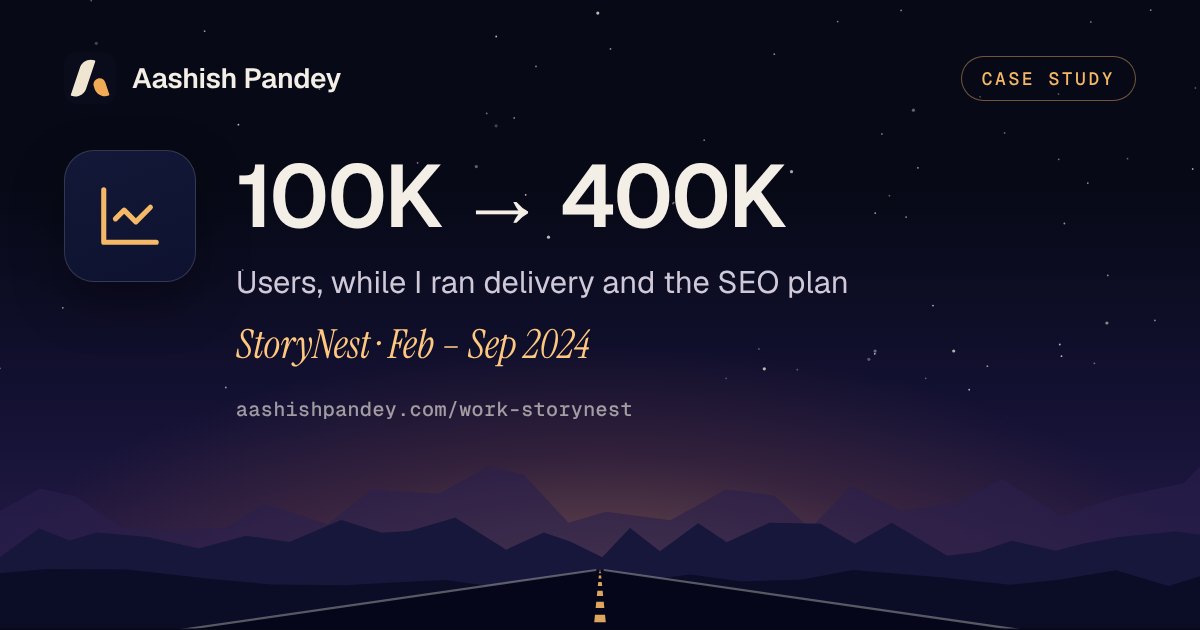 Aashish Pandey
CASE STUDY
100K → 400K
Users, while I ran delivery and the SEO plan
StoryNest · Feb – Sep 2024
aashishpandey.com/work-storynest